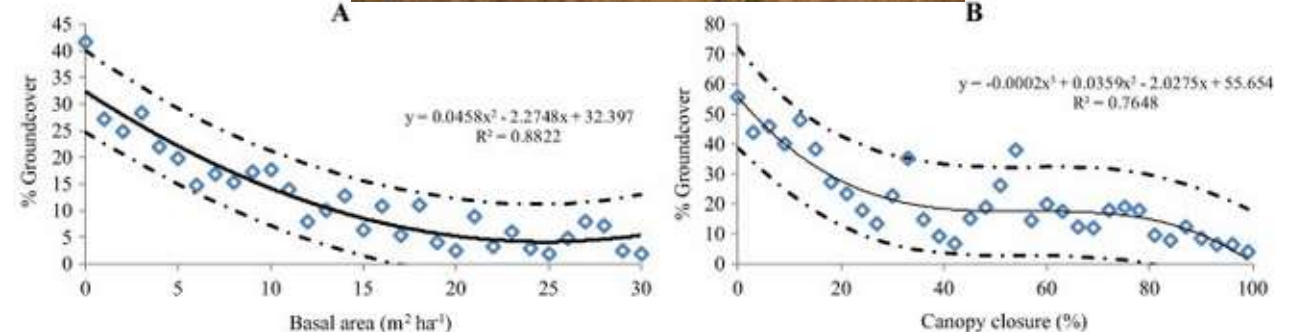 A
45
40
35
30
25
20
15
10
5
0
% Groundcover
y = 0.0458x² - 2.2748x + 32.397
R² = 0.8822
0 5 10 15 20 25 30
Basal area (m² ha⁻¹)
B
80
70
60
50
40
30
20
10
0
% Groundcover
y = -0.0002x³ + 0.0359x² - 2.0275x + 55.654
R² = 0.7648
0 20 40 60 80 100
Canopy closure (%)